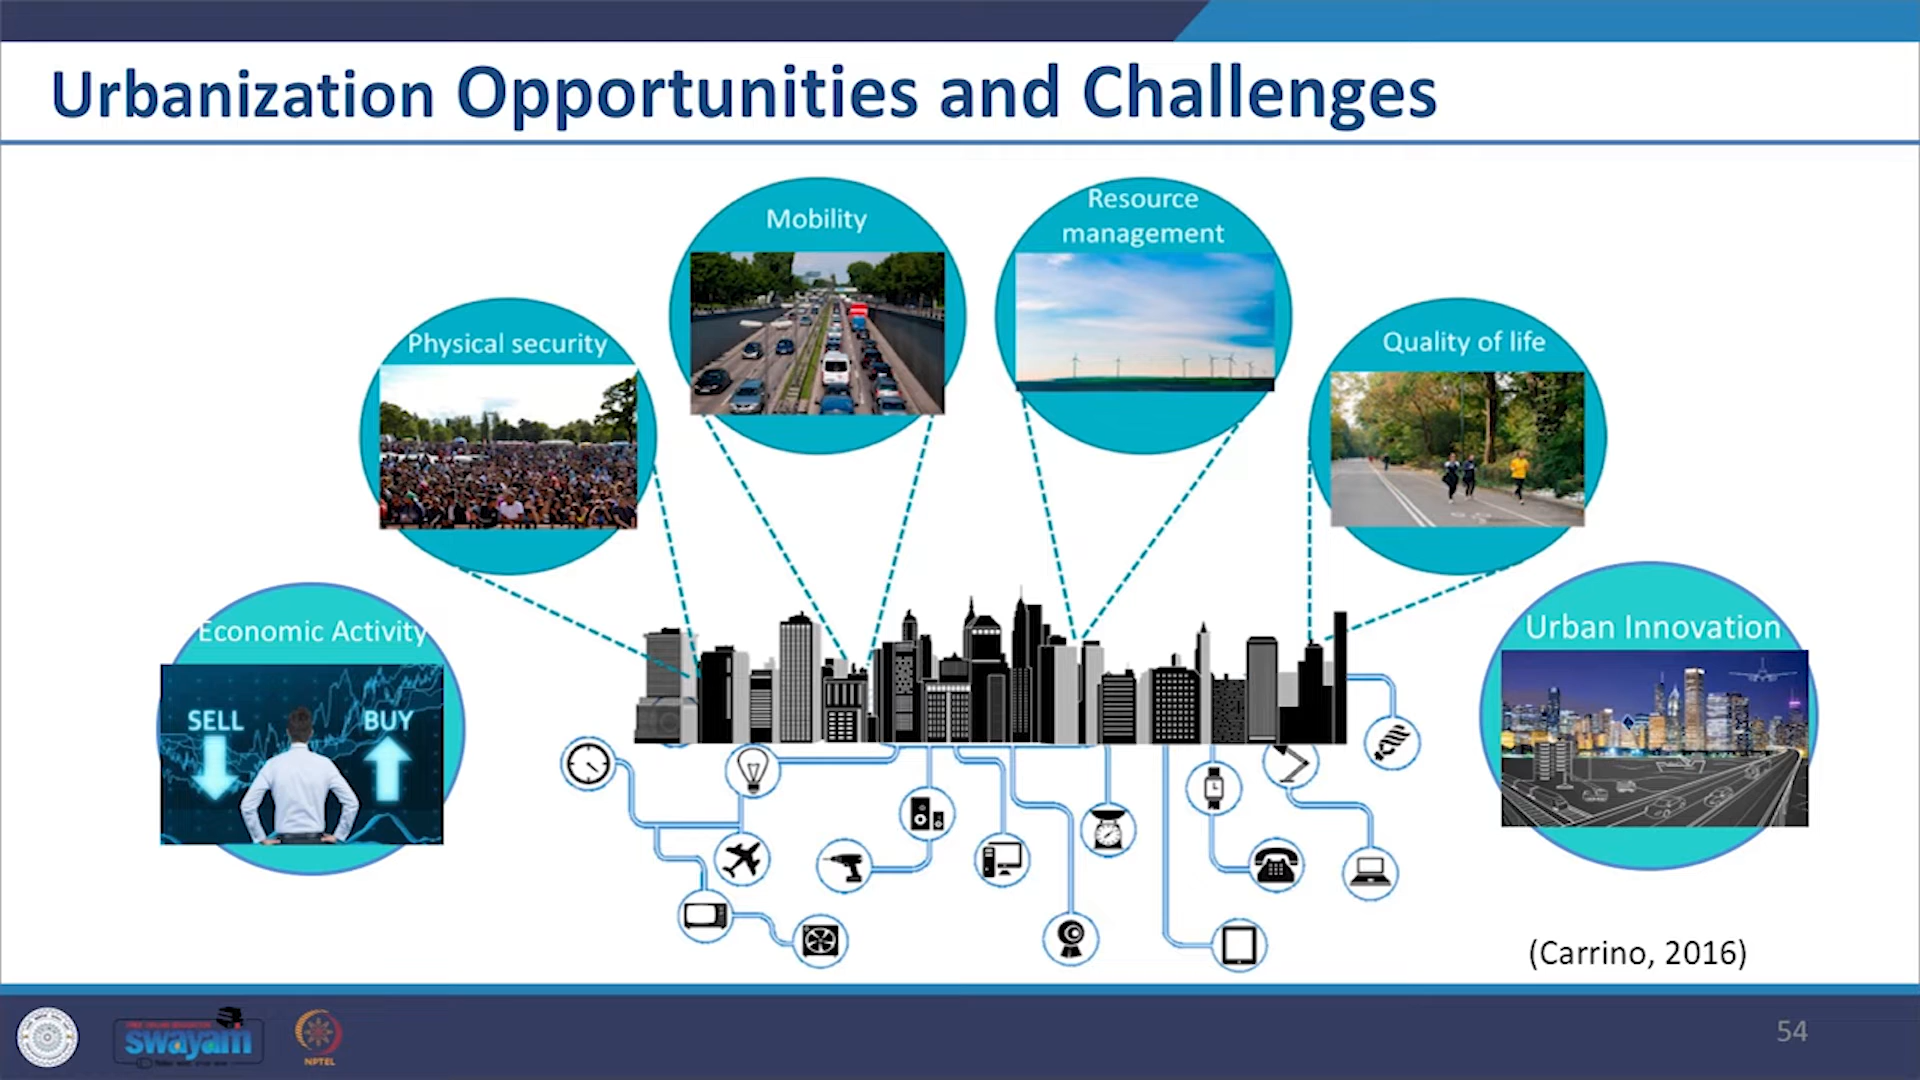 Urbanization Opportunities and Challenges
Mobility
Resource
management
Physical security
Quality of life
Economic Activity
SELL
BUY
Urban Innovation
(Carrino, 2016)
swayam
NPTEL
54